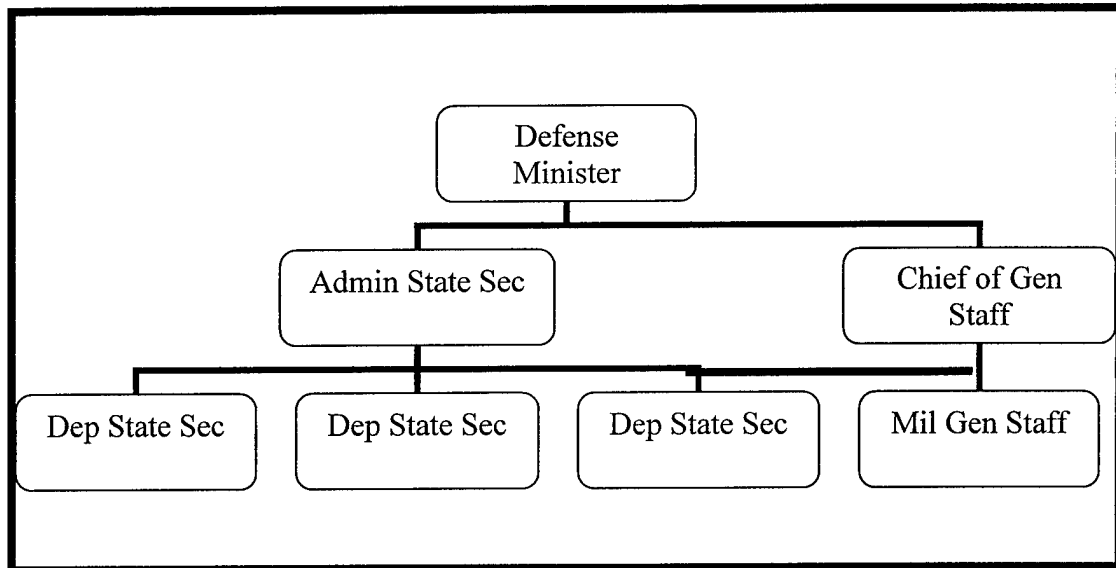 Defense
Minister
Admin State Sec
Chief of Gen
Staff
Dep State Sec
Dep State Sec
Dep State Sec
Mil Gen Staff